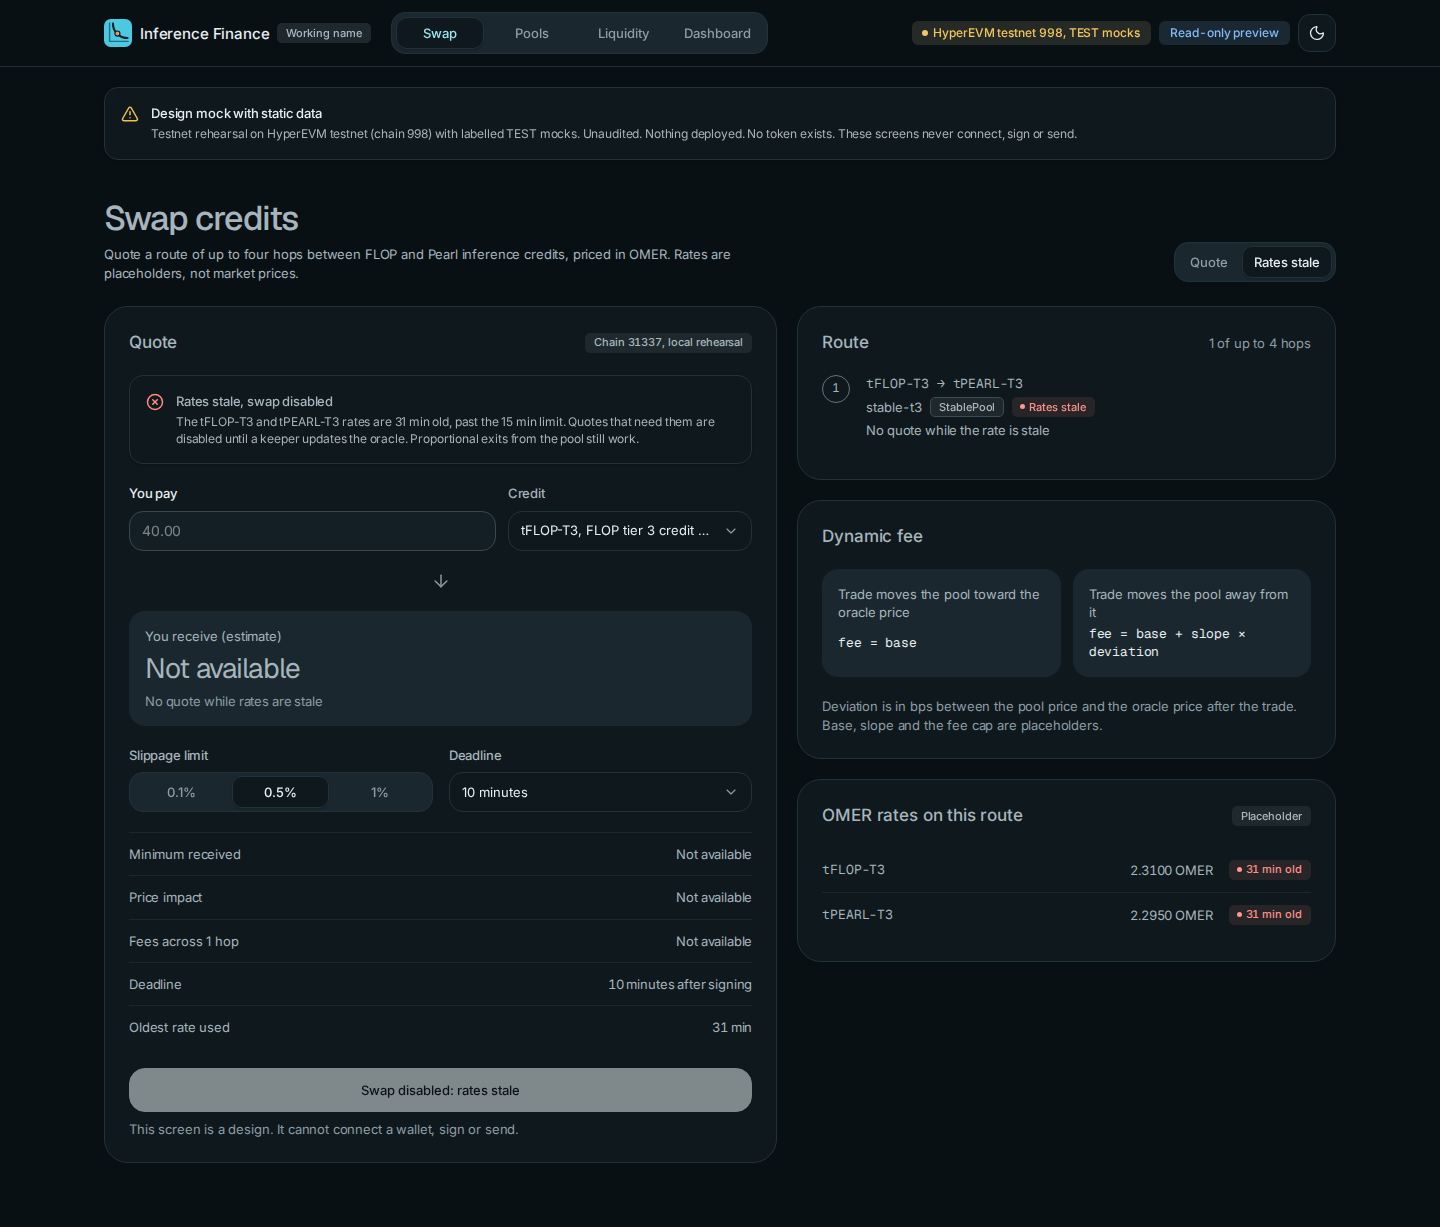 Inference Finance
Working name
Swap
Pools
Liquidity
Dashboard
HyperEVM testnet 998, TEST mocks
Read-only preview
Design mock with static data
Testnet rehearsal on HyperEVM testnet (chain 998) with labelled TEST mocks. Unaudited. Nothing deployed. No token exists. These screens never connect, sign or send.
Swap credits
Quote a route of up to four hops between FLOP and Pearl inference credits, priced in OMER. Rates are
placeholders, not market prices.
Quote
Rates stale
Quote
Chain 31337, local rehearsal
Rates stale, swap disabled
The tFLOP-T3 and tPEARL-T3 rates are 31 min old, past the 15 min limit. Quotes that need them are
disabled until a keeper updates the oracle. Proportional exits from the pool still work.
You pay
Credit
40.00
tFLOP-T3, FLOP tier 3 credit ...
You receive (estimate)
Not available
No quote while rates are stale
Slippage limit
Deadline
0.1%
0.5%
1%
10 minutes
Minimum received
Not available
Price impact
Not available
Fees across 1 hop
Not available
Deadline
10 minutes after signing
Oldest rate used
31 min
Swap disabled: rates stale
This screen is a design. It cannot connect a wallet, sign or send.
Route
1 of up to 4 hops
1
tFLOP-T3 → tPEARL-T3
stable-t3
StablePool
Rates stale
No quote while the rate is stale
Dynamic fee
Trade moves the pool toward the
oracle price
fee = base
Trade moves the pool away from
it
fee = base + slope ×
deviation
Deviation is in bps between the pool price and the oracle price after the trade.
Base, slope and the fee cap are placeholders.
OMER rates on this route
Placeholder
tFLOP-T3
2.3100 OMER
31 min old
tPEARL-T3
2.2950 OMER
31 min old